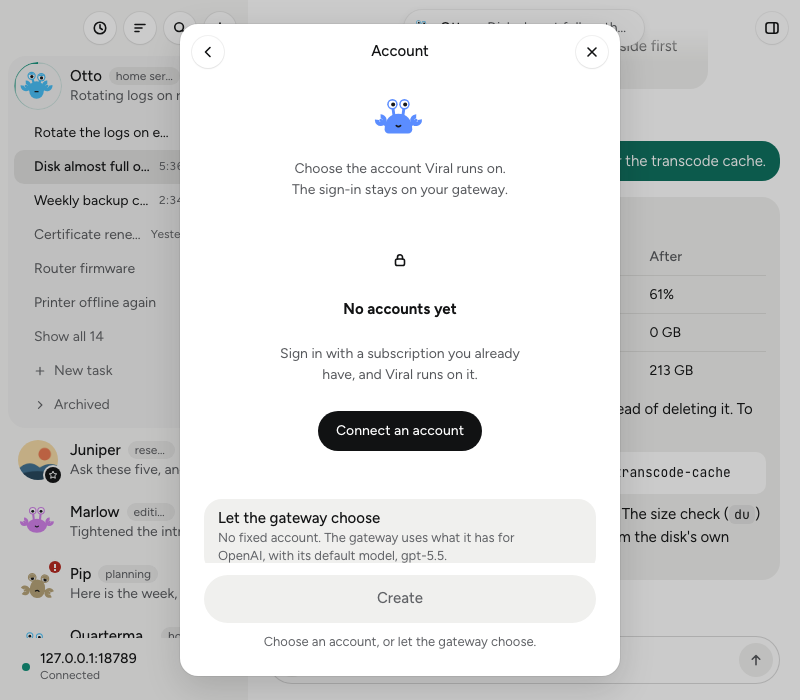 Account
Choose the account Viral runs on.
The sign-in stays on your gateway.
No accounts yet
Sign in with a subscription you already
have, and Viral runs on it.
Connect an account
Let the gateway choose
No fixed account. The gateway uses what it has for
OpenAI, with its default model, gpt-5.5.
Create
Choose an account, or let the gateway choose.
Otto home ser...
Rotating logs on
Rotate the logs on e...
Disk almost full o... 5:36
Weekly backup c... 2:34
Certificate rene... Yeste
Router firmware
Printer offline again
Show all 14
New task
Archived
Juniper rese...
Ask these five, an
Marlow editi...
Tightened the intr
Pip planning
Here is the week,
Quarterma
127.0.0.1:18789
Connected
side first
the transcode cache.
After
61%
0 GB
213 GB
ead of deleting it. To
transcode-cache
The size check (du)
m the disk's own